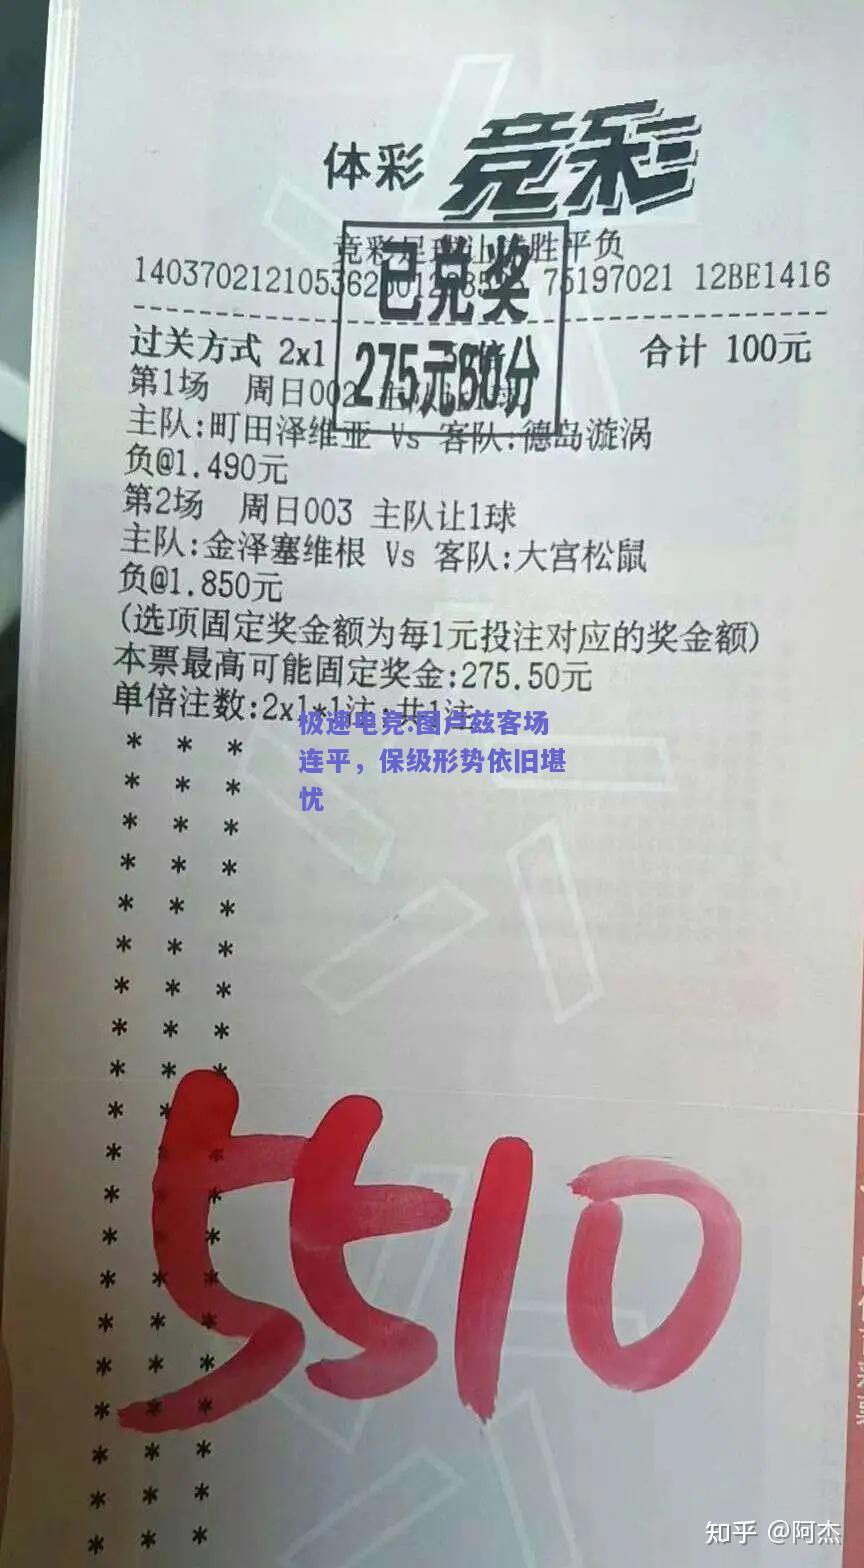 体彩 竞彩
竞彩足球让球胜平负
已兑奖
75197021 12BE1416
过关方式 2x1
合计 100元
275元50分
第1场 周日002
主队:町田泽维亚 Vs 客队:德岛漩涡
负@1.490元
第2场 周日003 主队让1球
主队:金泽塞维根 Vs 客队:大宫松鼠
负@1.850元
(选项固定奖金额为每1元投注对应的奖金额)
本票最高可能固定奖金:275.50元
单倍注数:2x1*1注;共1注
极速电竞:图卢兹客场
连平，保级形势依旧堪
忧
5510
知乎 @阿杰